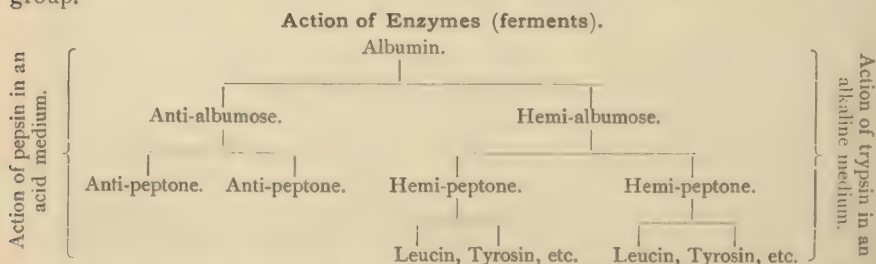 group.
Action of Enzymes (ferments).
Albumin.
Action of pepsin in an
acid medium.
Anti-albumose. Hemi-albumose.
Anti-peptone. Anti-peptone. Hemi-peptone. Hemi-peptone.
Leucin, Tyrosin, etc. Leucin, Tyrosin, etc.
Action of trypsin in an
alkaline medium.